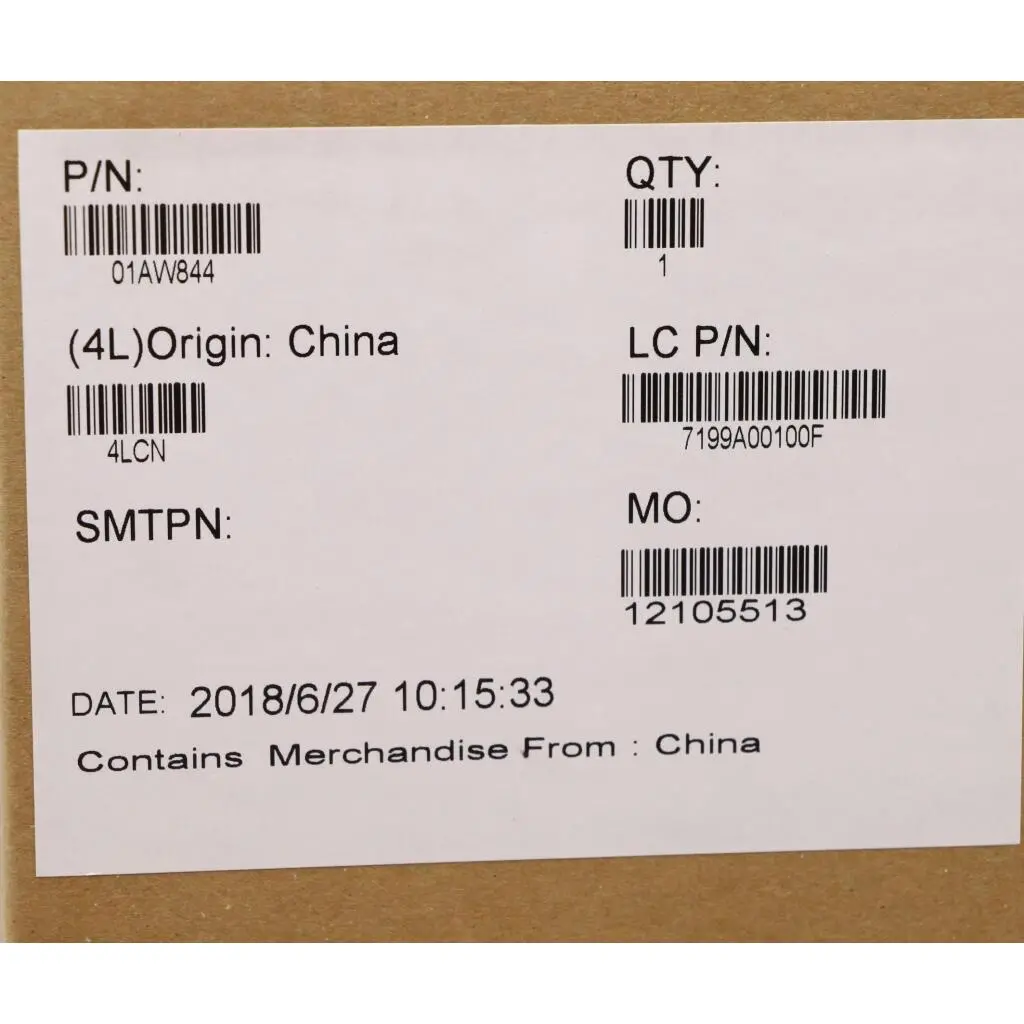 P/N:
01AW844
QTY:
1
(4L)Origin: China
4LCN
LC P/N:
7199A00100F
SMTPN:
MO:
12105513
DATE: 2018/6/27 10:15:33
Contains Merchandise From : China